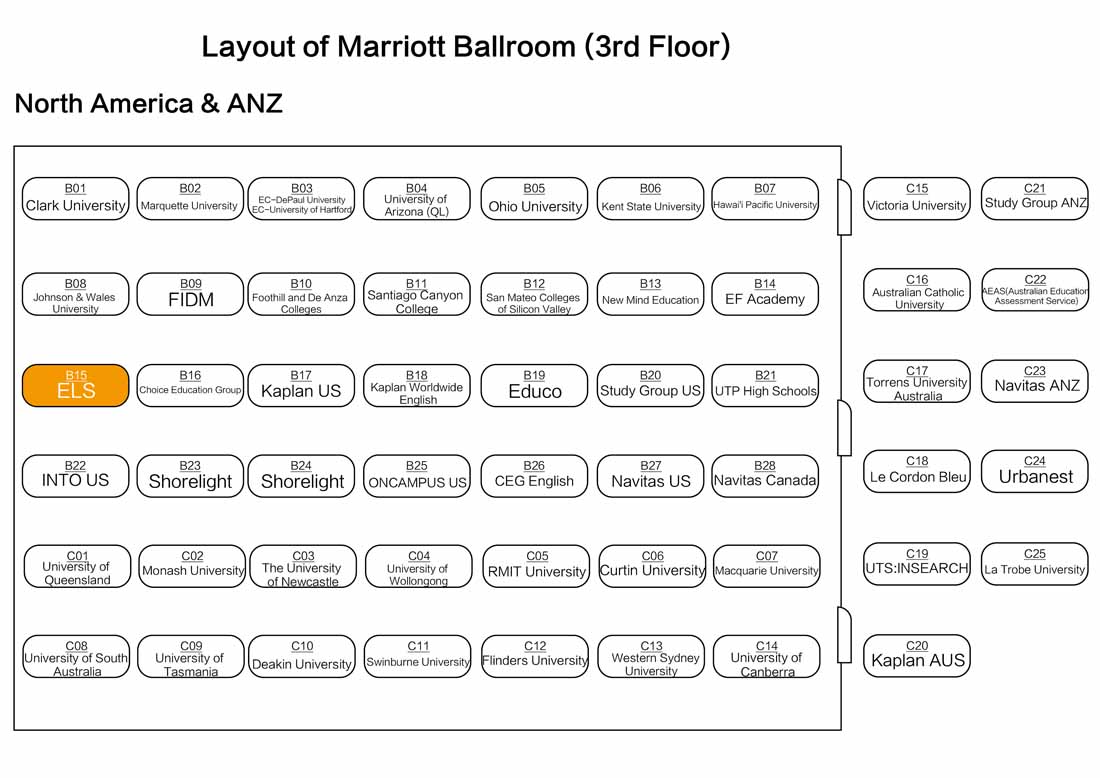 Layout of Marriott Ballroom (3rd Floor)
North America & ANZ
B01
Clark University
B02
Marquette University
B03
EC-DePaul University
EC-University of Hartford
B04
University of
Arizona (QL)
B05
Ohio University
B06
Kent State University
B07
Hawai'i Pacific University
C15
Victoria University
C21
Study Group ANZ
B08
Johnson & Wales
University
B09
FIDM
B10
Foothill and De Anza
Colleges
B11
Santiago Canyon
College
B12
San Mateo Colleges
of Silicon Valley
B13
New Mind Education
B14
EF Academy
C16
Australian Catholic
University
C22
AEAS(Australian Education
Assessment Service)
B15
ELS
B16
Choice Education Group
B17
Kaplan US
B18
Kaplan Worldwide
English
B19
Educo
B20
Study Group US
B21
UTP High Schools
C17
Torrens University
Australia
C23
Navitas ANZ
B22
INTO US
B23
Shorelight
B24
Shorelight
B25
ONCAMPUS US
B26
CEG English
B27
Navitas US
B28
Navitas Canada
C18
Le Cordon Bleu
C24
Urbanest
C01
University of
Queensland
C02
Monash University
C03
The University
of Newcastle
C04
University of
Wollongong
C05
RMIT University
C06
Curtin University
C07
Macquarie University
C19
UTS:INSEARCH
C25
La Trobe University
C08
University of South
Australia
C09
University of
Tasmania
C10
Deakin University
C11
Swinburne University
C12
Flinders University
C13
Western Sydney
University
C14
University of
Canberra
C20
Kaplan AUS